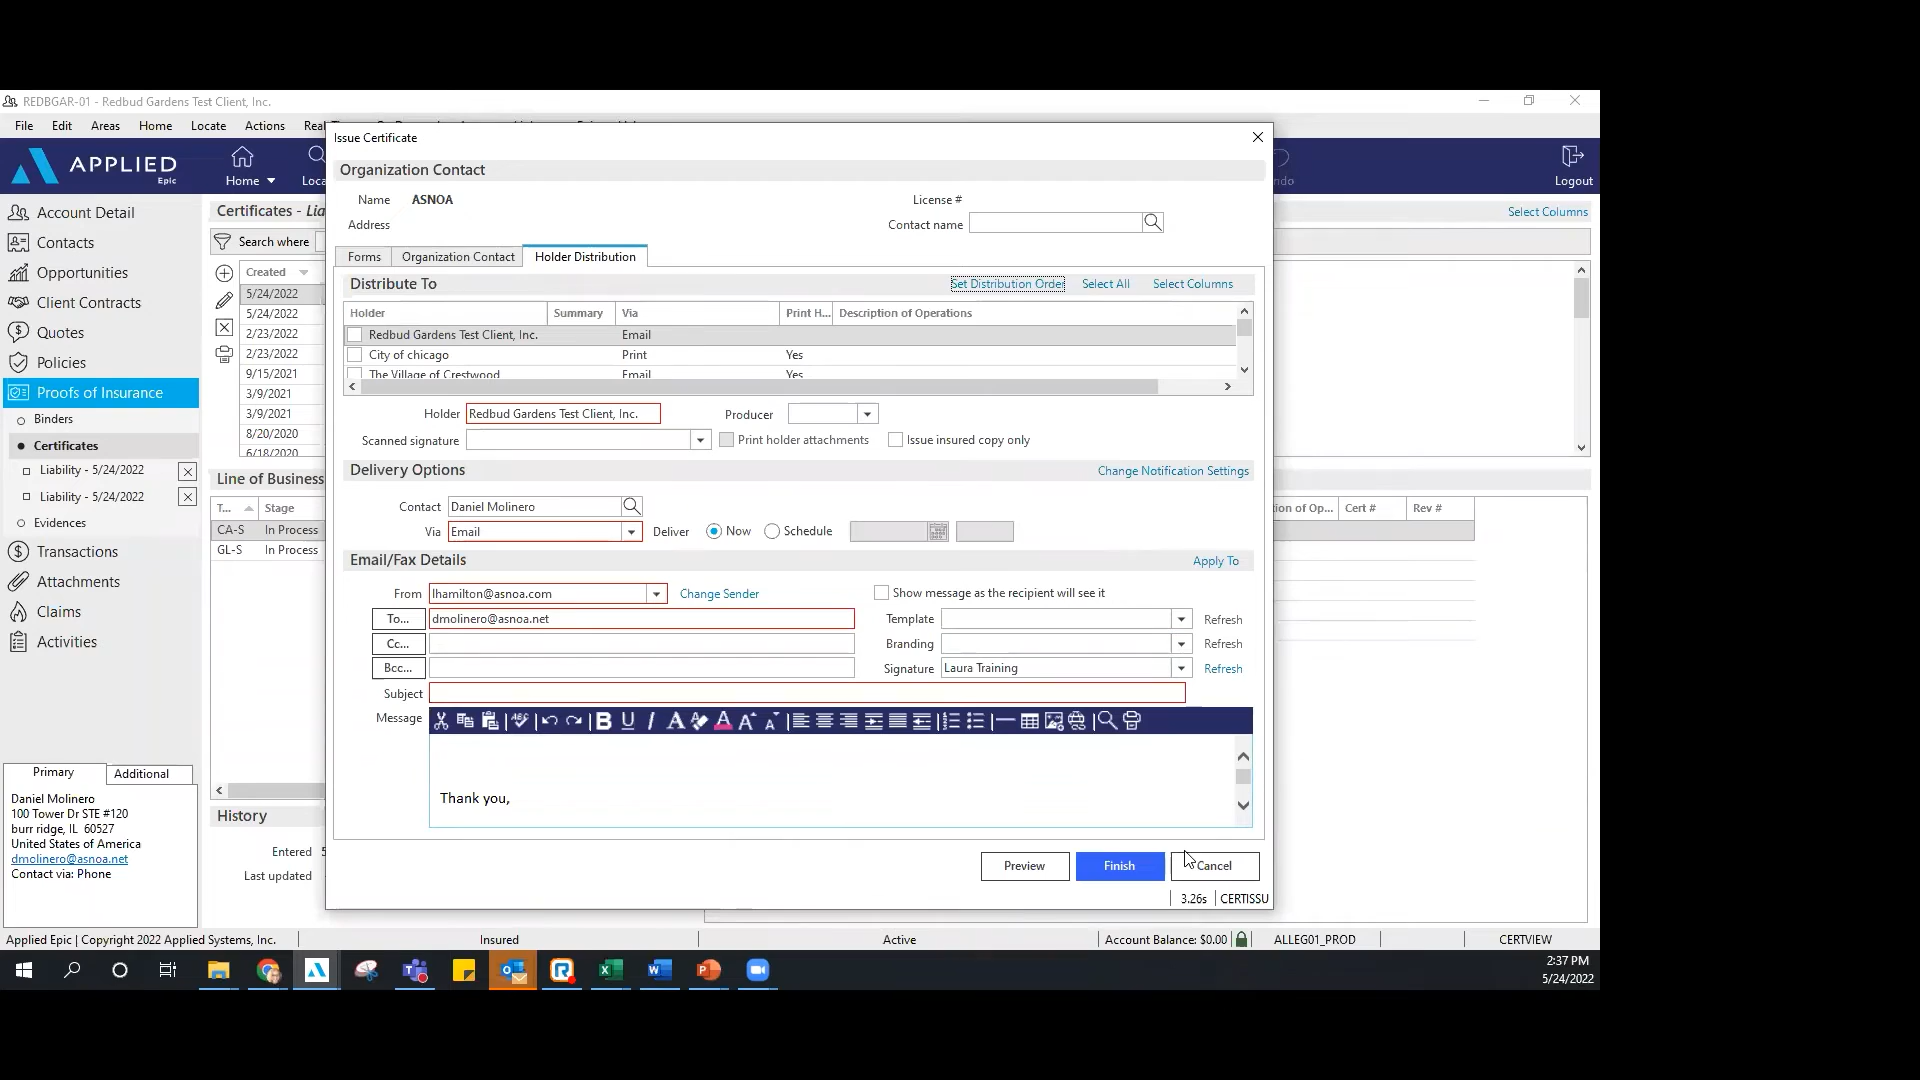 REDBGAR-01 - Redbud Gardens Test Client, Inc.
File Edit Areas Home Locate Actions
APPLIED
Epic
Home
Logout
Account Detail
Contacts
Opportunities
Client Contracts
Quotes
Policies
Proofs of Insurance
Binders
Certificates
Liability - 5/24/2022
Liability - 5/24/2022
Evidences
Transactions
Attachments
Claims
Activities
Primary Additional
Daniel Molinero
100 Tower Dr STE #120
burr ridge, IL 60527
United States of America
dmolinero@asnoa.net
Contact via: Phone
Certificates -
Select Columns
Search where
Created
5/24/2022
5/24/2022
2/23/2022
2/23/2022
9/15/2021
3/9/2021
3/9/2021
8/20/2020
6/18/2020
Line of Business
T... Stage
CA-S In Process
GL-S In Process
Cert # Rev #
History
Entered
Last updated
Issue Certificate
Organization Contact
Name ASNOA License #
Address Contact name
Forms Organization Contact Holder Distribution
Distribute To Set Distribution Order Select All Select Columns
Holder Summary Via Print H... Description of Operations
Redbud Gardens Test Client, Inc. Email
City of chicago Print Yes
The Village of Crestwood Email Yes
Holder Redbud Gardens Test Client, Inc. Producer
Scanned signature Print holder attachments Issue insured copy only
Delivery Options Change Notification Settings
Contact Daniel Molinero
Via Email Deliver Now Schedule
Email/Fax Details Apply To
From lhamilton@asnoa.com Change Sender Show message as the recipient will see it
To... dmolinero@asnoa.net Template Refresh
Cc... Branding Refresh
Bcc... Signature Laura Training Refresh
Subject
Message
Thank you,
Preview Finish Cancel
3.26s CERTISSU
Applied Epic | Copyright 2022 Applied Systems, Inc. Insured Active Account Balance: $0.00 ALLEG01_PROD CERTVIEW
2:37 PM
5/24/2022